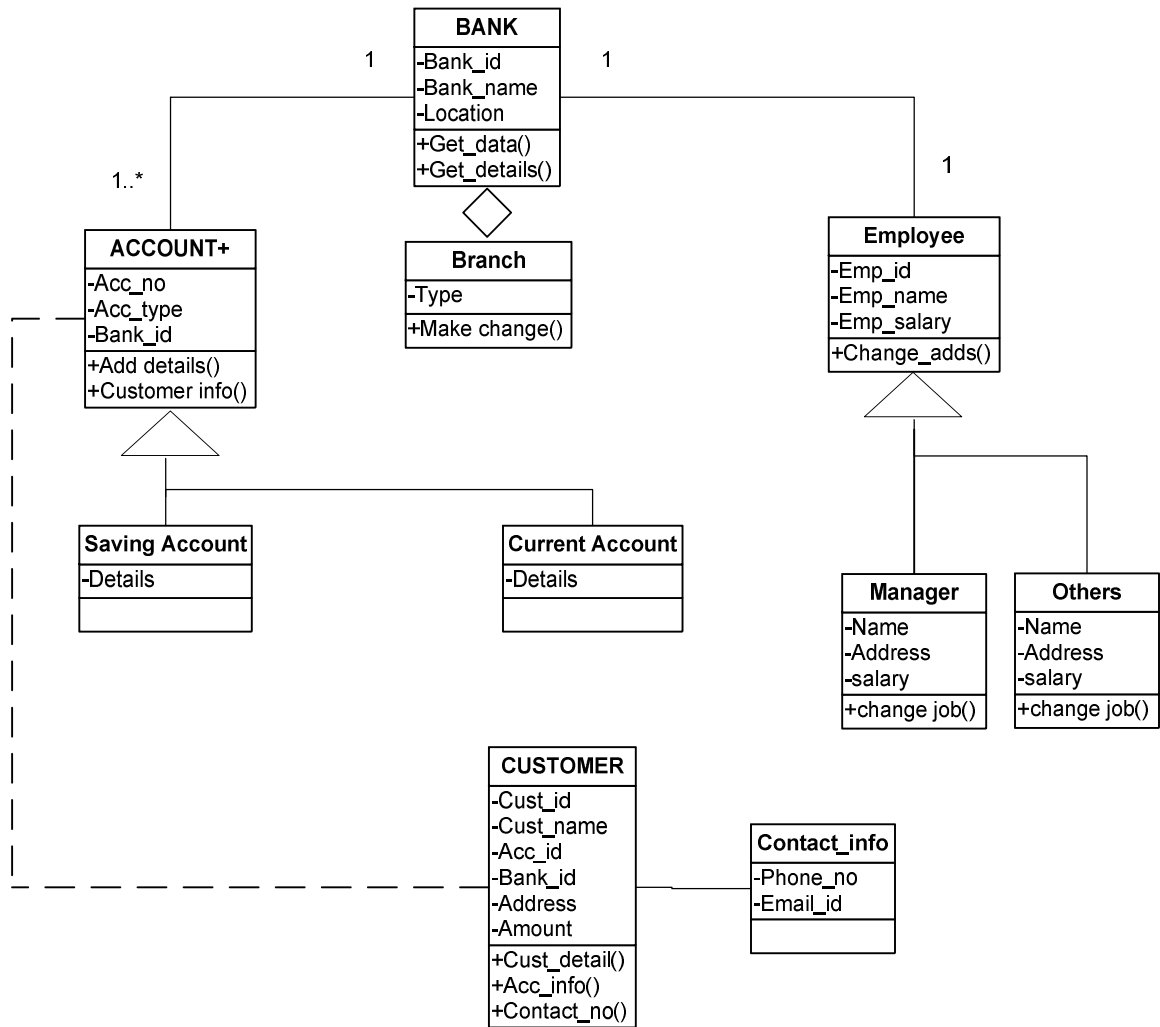 BANK
-Bank_id
-Bank_name
-Location
+Get_data()
+Get_details()
1
1
1..*
1
ACCOUNT+
-Acc_no
-Acc_type
-Bank_id
+Add details()
+Customer info()
Branch
-Type
+Make change()
Employee
-Emp_id
-Emp_name
-Emp_salary
+Change_adds()
Saving Account
-Details
Current Account
-Details
Manager
-Name
-Address
-salary
+change job()
Others
-Name
-Address
-salary
+change job()
CUSTOMER
-Cust_id
-Cust_name
-Acc_id
-Bank_id
-Address
-Amount
+Cust_detail()
+Acc_info()
+Contact_no()
Contact_info
-Phone_no
-Email_id